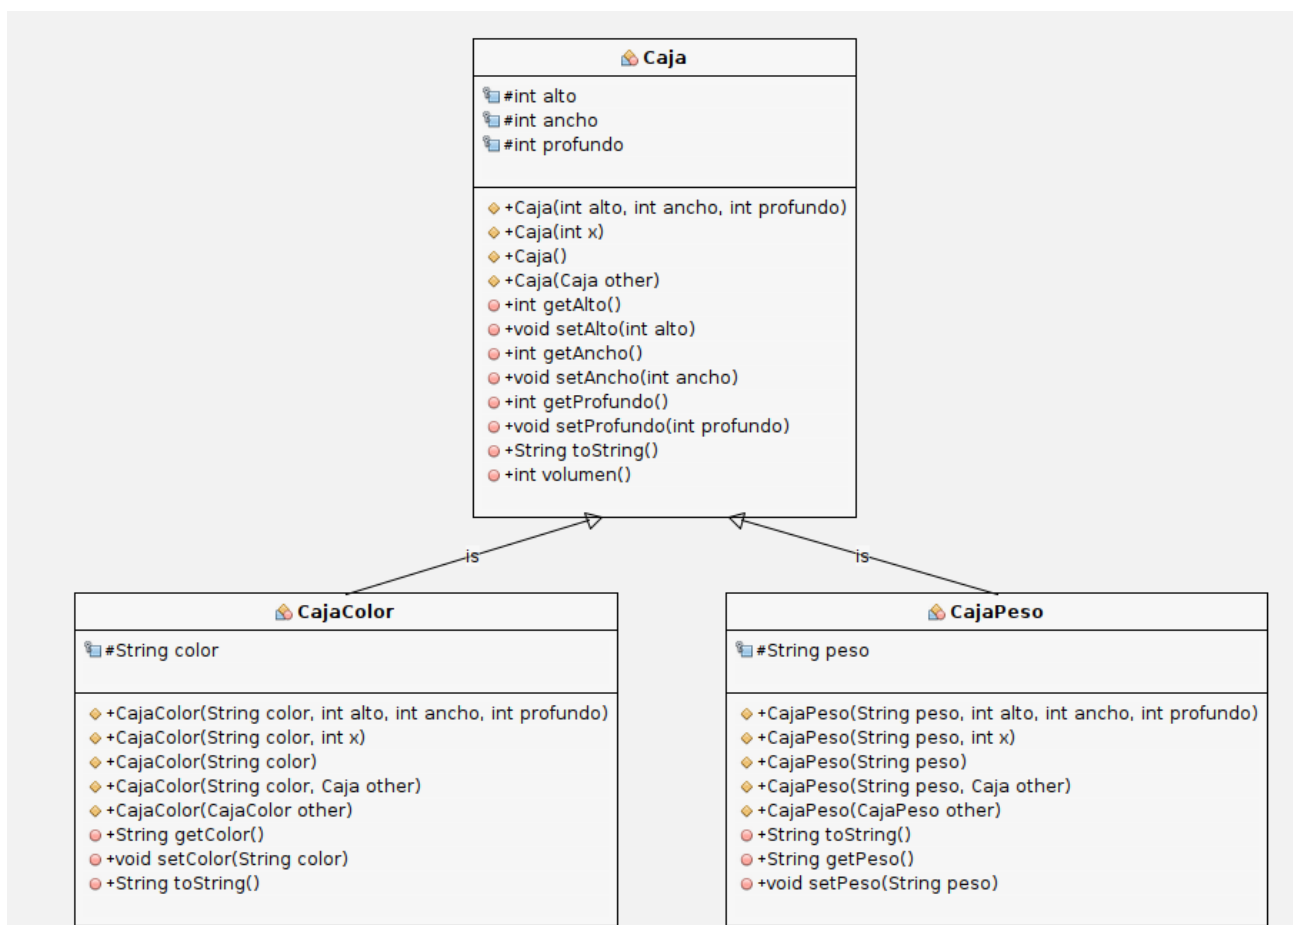 Caja
#int alto
#int ancho
#int profundo
+Caja(int alto, int ancho, int profundo)
+Caja(int x)
+Caja()
+Caja(Caja other)
+int getAlto()
+void setAlto(int alto)
+int getAncho()
+void setAncho(int ancho)
+int getProfundo()
+void setProfundo(int profundo)
+String toString()
+int volumen()
is
is
CajaColor
#String color
+CajaColor(String color, int alto, int ancho, int profundo)
+CajaColor(String color, int x)
+CajaColor(String color)
+CajaColor(String color, Caja other)
+CajaColor(CajaColor other)
+String getColor()
+void setColor(String color)
+String toString()
CajaPeso
#String peso
+CajaPeso(String peso, int alto, int ancho, int profundo)
+CajaPeso(String peso, int x)
+CajaPeso(String peso)
+CajaPeso(String peso, Caja other)
+CajaPeso(CajaPeso other)
+String toString()
+String getPeso()
+void setPeso(String peso)